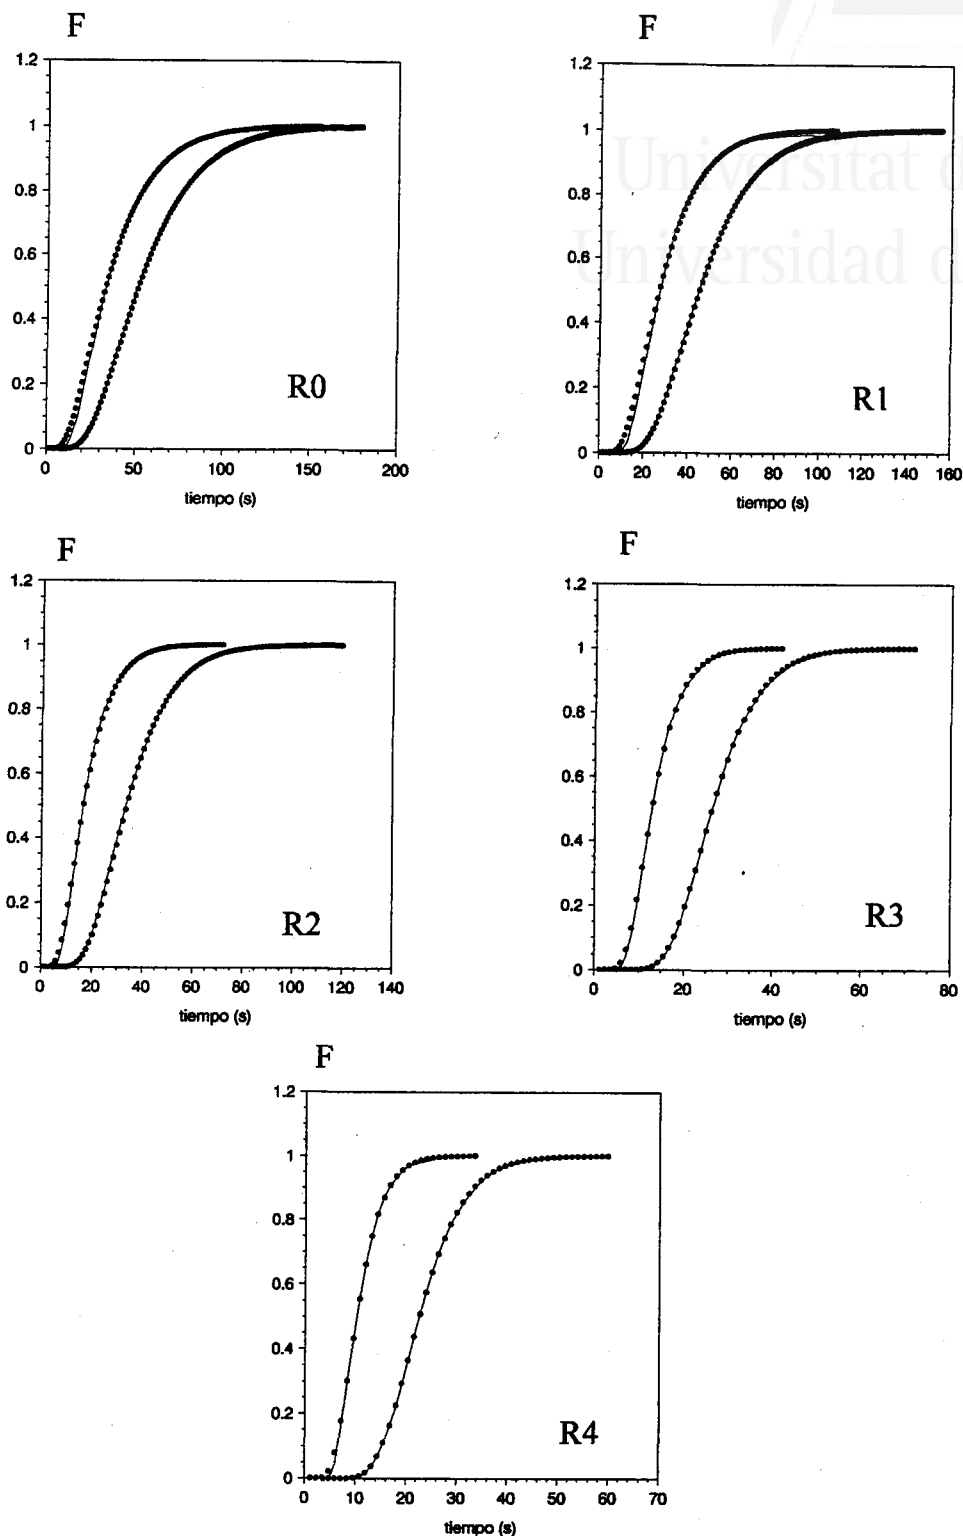 F
1.2
1
0.8
0.6
0.4
0.2
0
R0
0 50 100 150 200
tiempo (s)
F
1.2
1
0.8
0.6
0.4
0.2
0
R1
0 20 40 60 80 100 120 140 160
tiempo (s)
Universitat d
Universidad d
F
1.2
1
0.8
0.6
0.4
0.2
0
R2
0 20 40 60 80 100 120 140
tiempo (s)
F
1.2
1
0.8
0.6
0.4
0.2
0
R3
0 20 40 60 80
tiempo (s)
F
1.2
1
0.8
0.6
0.4
0.2
0
R4
0 10 20 30 40 50 60 70
tiempo (s)